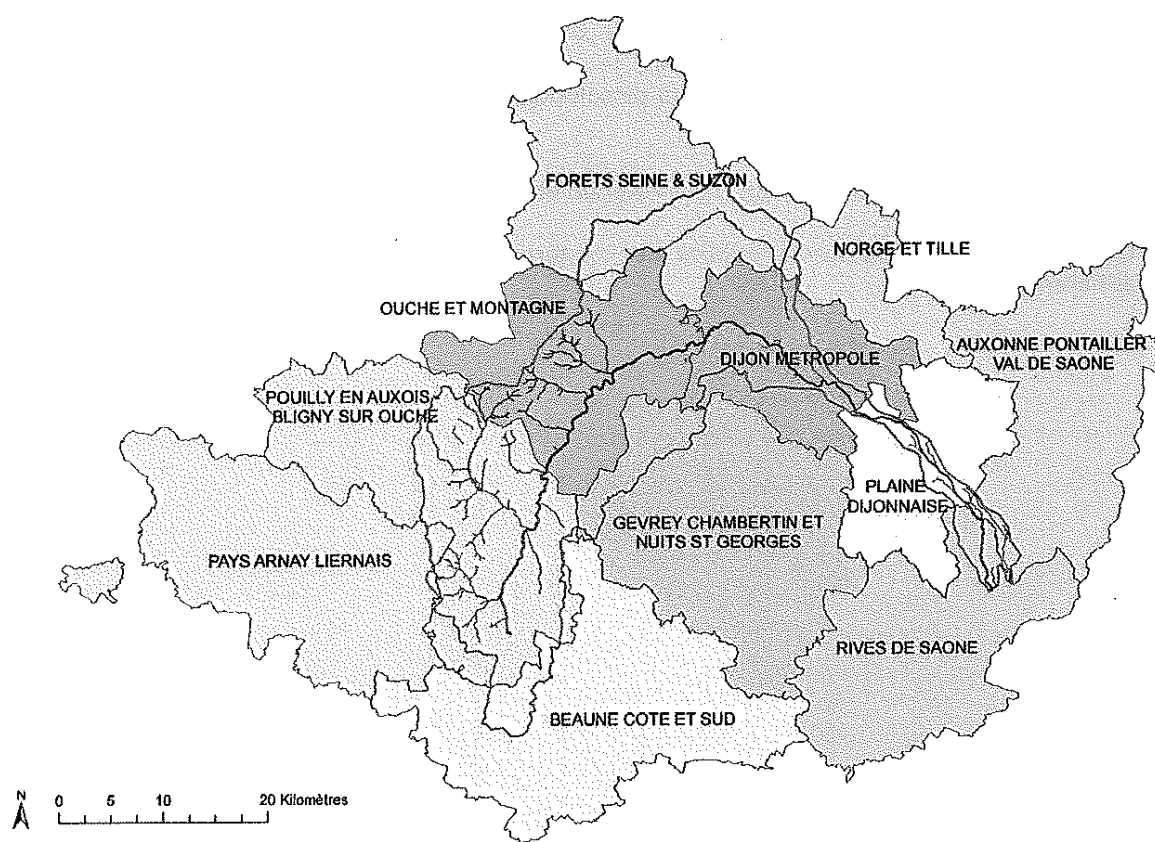 FORETS SEINE & SUZON
NORGE ET TILLE
OUCHE ET MONTAGNE
AUXONNE PONTAILLER
VAL DE SAONE
DIJON METROPOLE
POUILLY EN AUXOIS
BLIGNY SUR OUCHE
PLAINE
DIJONNAISE
GEVREY CHAMBERTIN ET
NUITS ST GEORGES
PAYS ARNAY LIERNAIS
RIVES DE SAONE
BEAUNE COTE ET SUD
N
0 5 10 20 Kilomètres